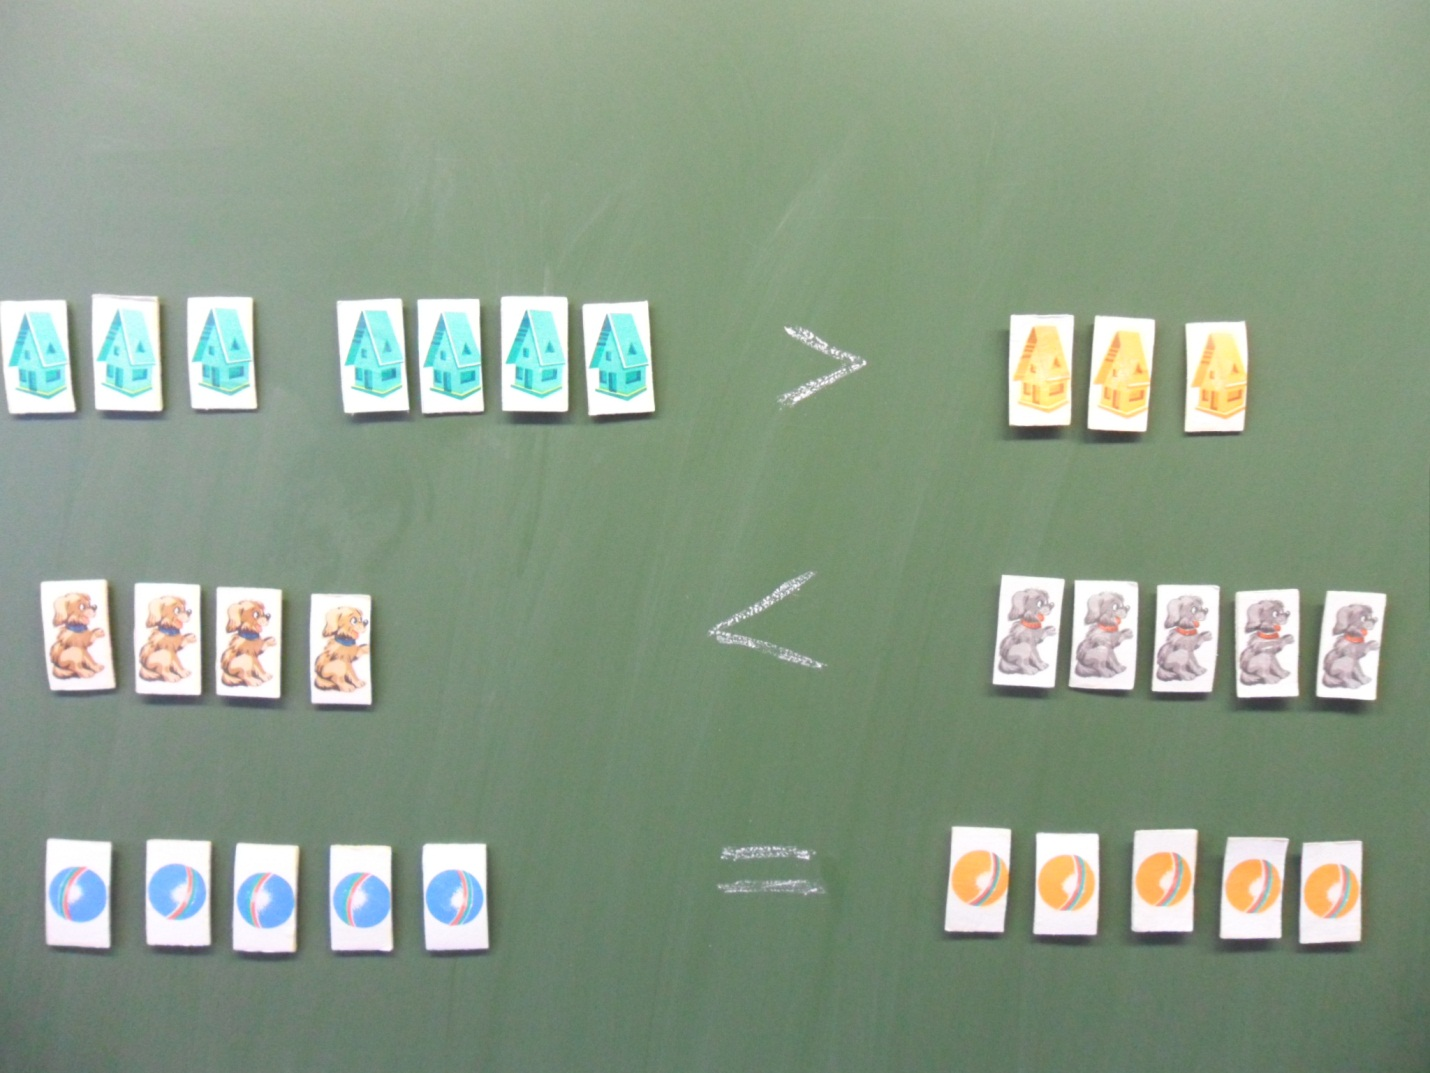 >
<
=